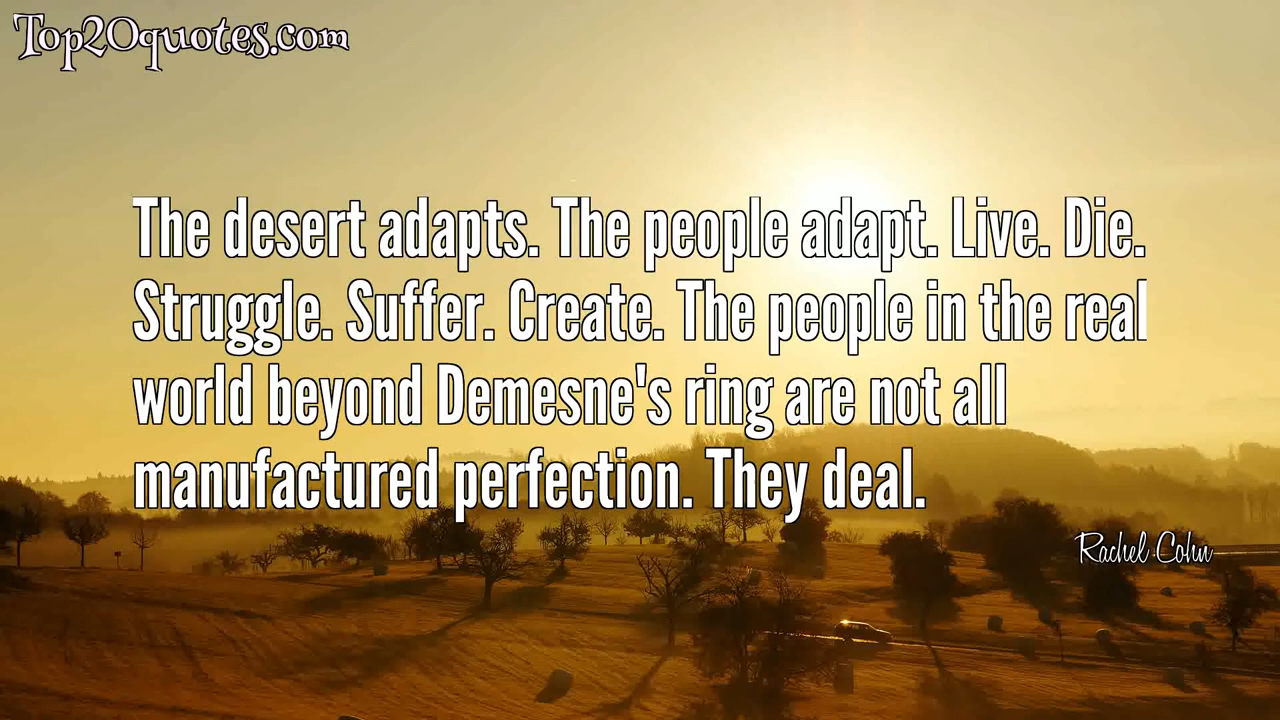 Top20quotes.com
The desert adapts. The people adapt. Live. Die.
Struggle. Suffer. Create. The people in the real
world beyond Demesne's ring are not all
manufactured perfection. They deal.
Rachel Cohn